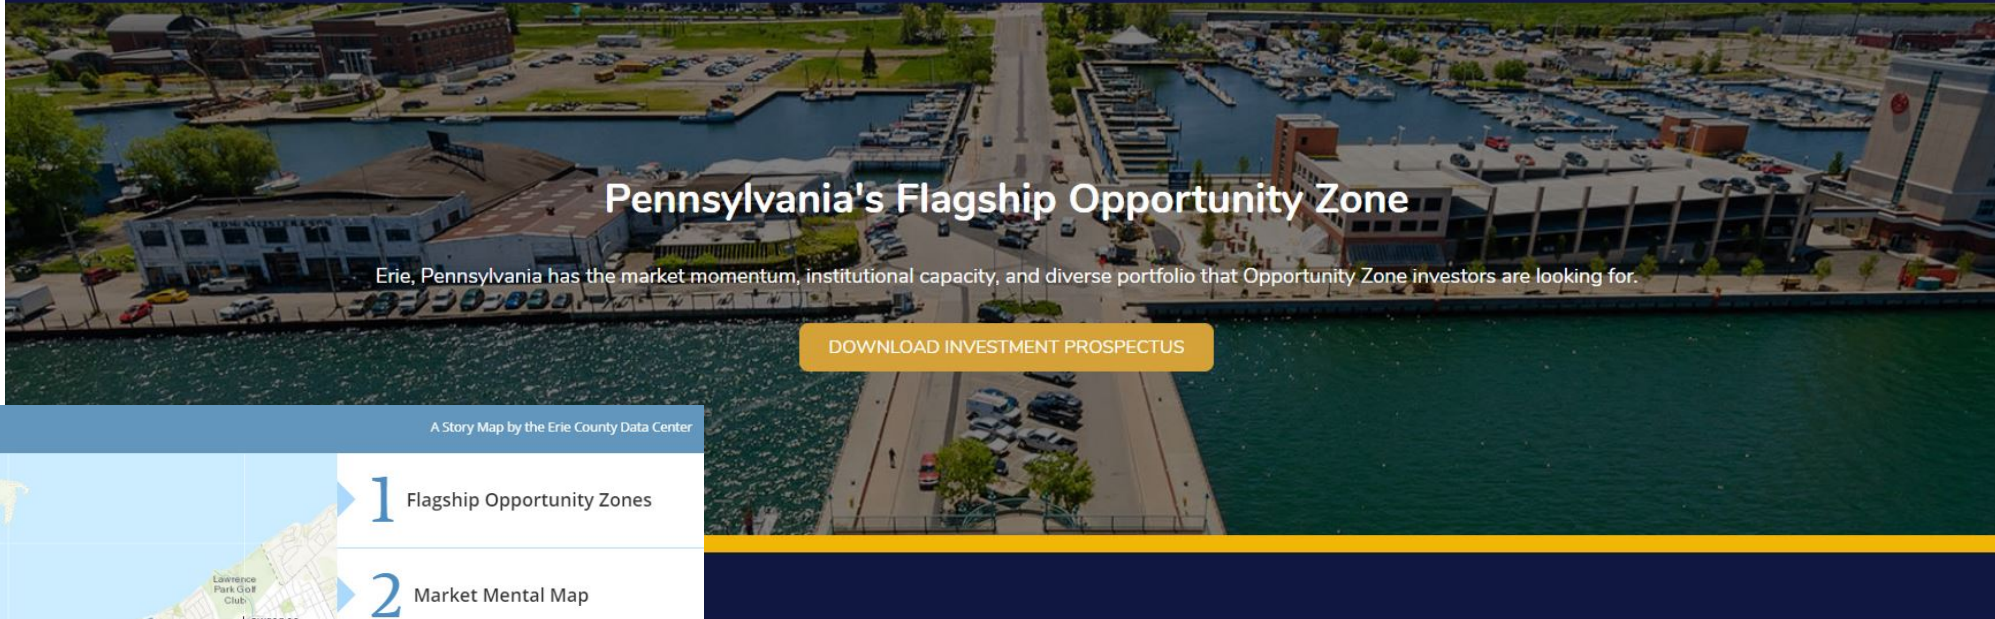 Pennsylvania's Flagship Opportunity Zone
Erie, Pennsylvania has the market momentum, institutional capacity, and diverse portfolio that Opportunity Zone investors are looking for.
DOWNLOAD INVESTMENT PROSPECTUS
A Story Map by the Erie County Data Center
1 Flagship Opportunity Zones
2 Market Mental Map
Lawrence
Park Golf
Club